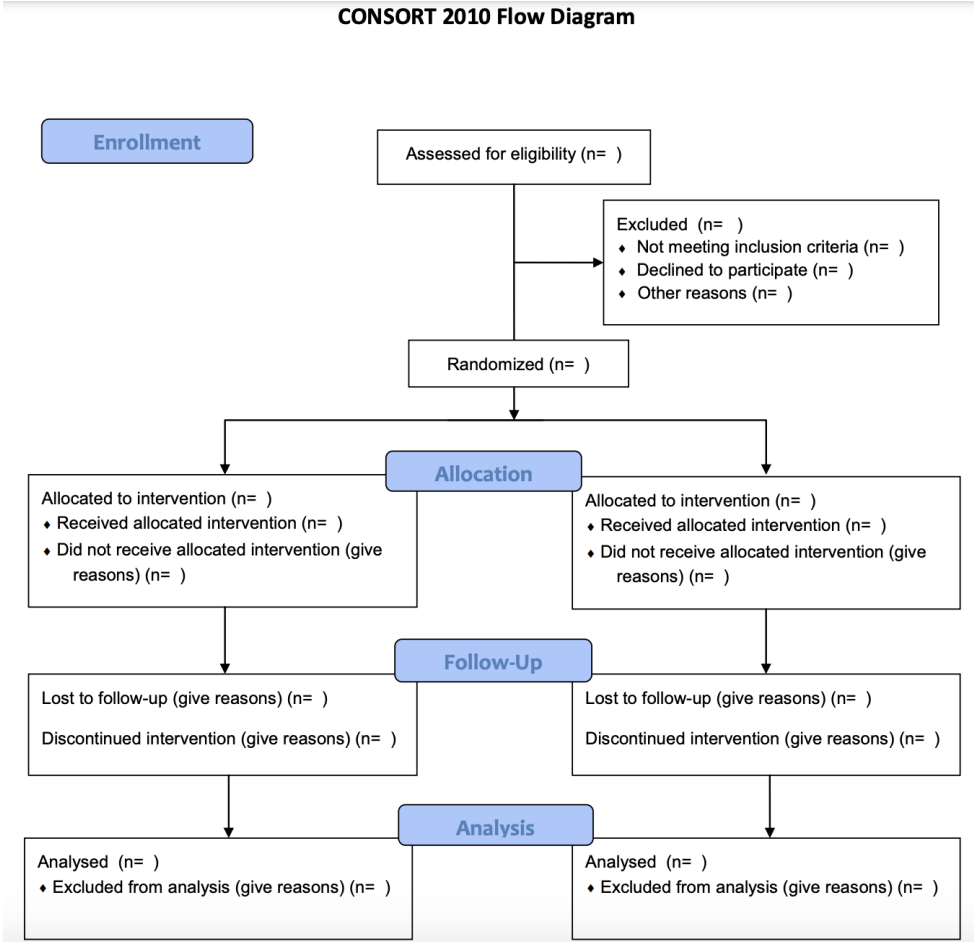 CONSORT 2010 Flow Diagram
Enrollment
Assessed for eligibility (n=  )
Excluded  (n=   )
♦ Not meeting inclusion criteria (n=  )
♦ Declined to participate (n=  )
♦ Other reasons (n=  )
Randomized (n=  )
Allocation
Allocated to intervention (n=  )
♦ Received allocated intervention (n=  )
♦ Did not receive allocated intervention (give
reasons) (n=  )
Allocated to intervention (n=  )
♦ Received allocated intervention (n=  )
♦ Did not receive allocated intervention (give
reasons) (n=  )
Follow-Up
Lost to follow-up (give reasons) (n=  )
Discontinued intervention (give reasons) (n=  )
Lost to follow-up (give reasons) (n=  )
Discontinued intervention (give reasons) (n=  )
Analysis
Analysed  (n=  )
♦ Excluded from analysis (give reasons) (n=  )
Analysed  (n=  )
♦ Excluded from analysis (give reasons) (n=  )